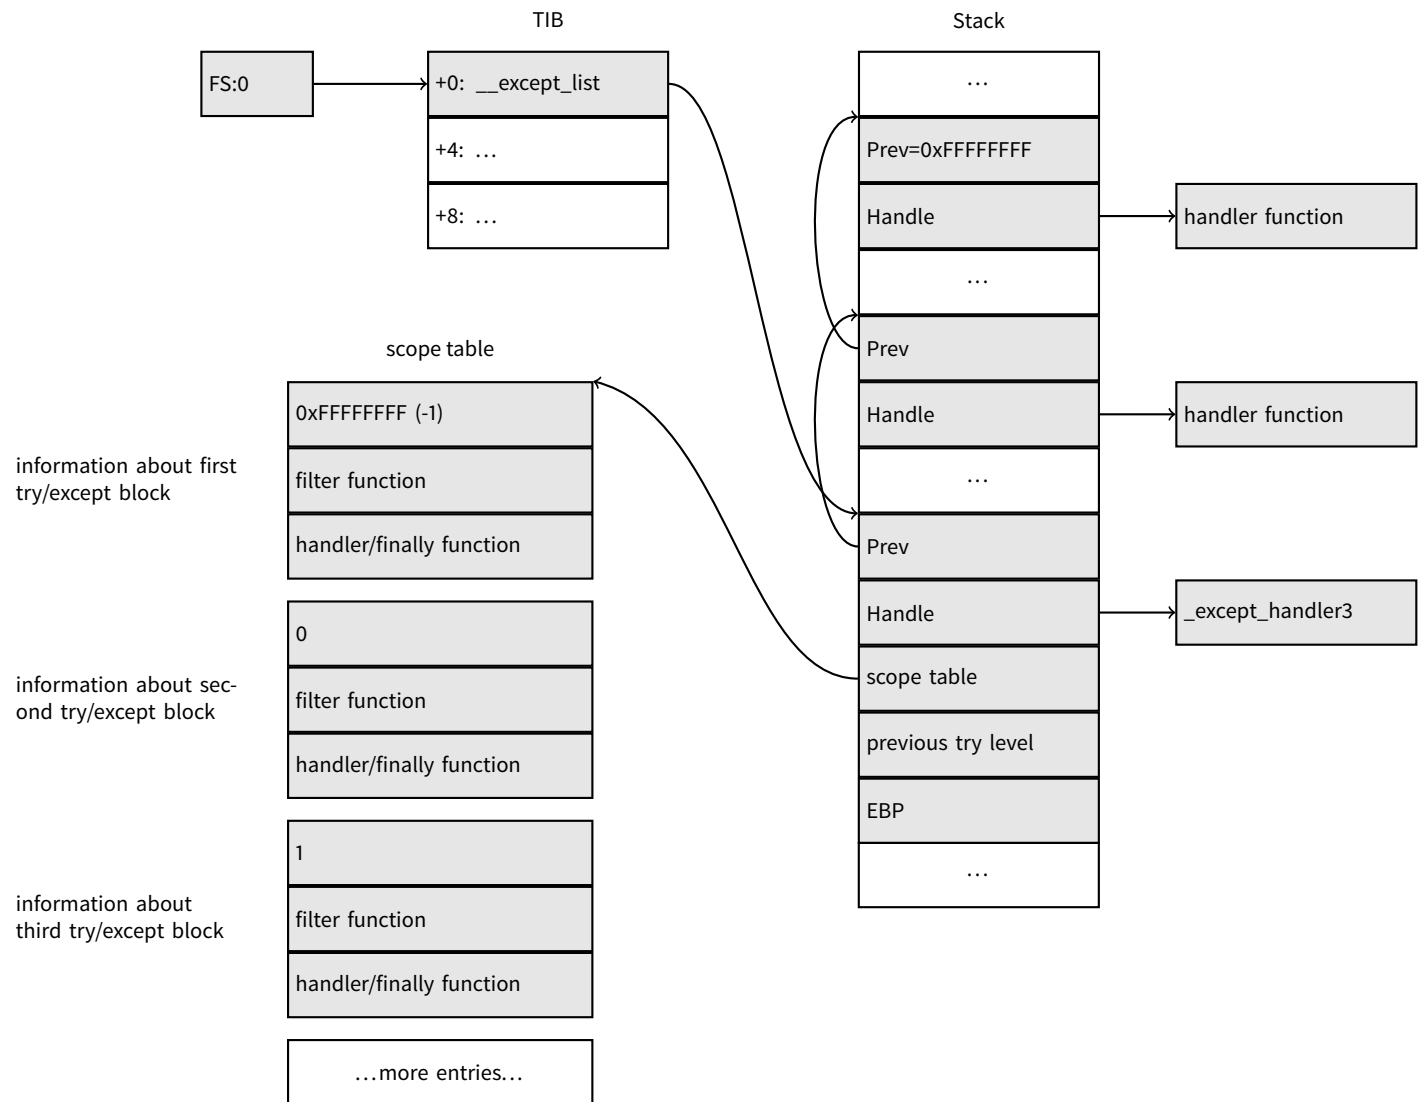 TIB
Stack
FS:0
+0: __except_list
+4: …
+8: …
…
Prev=0xFFFFFFFF
Handle
handler function
…
Prev
Handle
handler function
…
Prev
Handle
_except_handler3
scope table
previous try level
EBP
…
scope table
information about first
try/except block
0xFFFFFFFF (-1)
filter function
handler/finally function
information about sec-
ond try/except block
0
filter function
handler/finally function
information about
third try/except block
1
filter function
handler/finally function
…more entries…